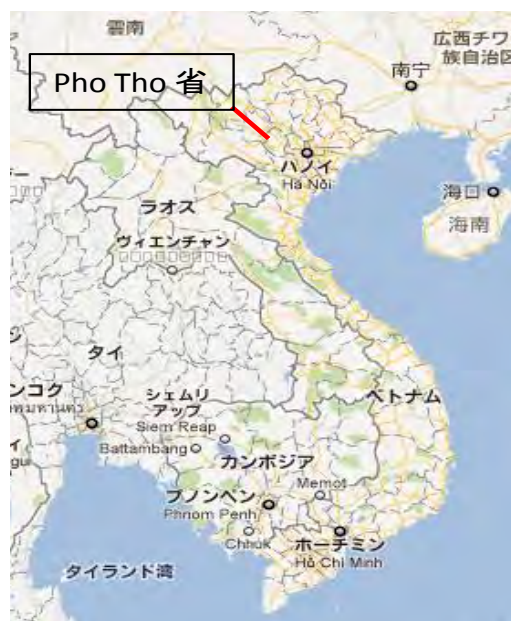 雲南
広西チワ
族自治区
南宁
Pho Tho 省
ハノイ
Hà Nội
海口
海南
ラオス
ヴィエンチャン
タイ
ンコク
シェムリ
アップ
Siem Reap
Battambang
ベトナム
カンボジア
Memot
プノンペン
Phnom Penh
Chhuk
ホーチミン
Hồ Chí Minh
タイランド湾